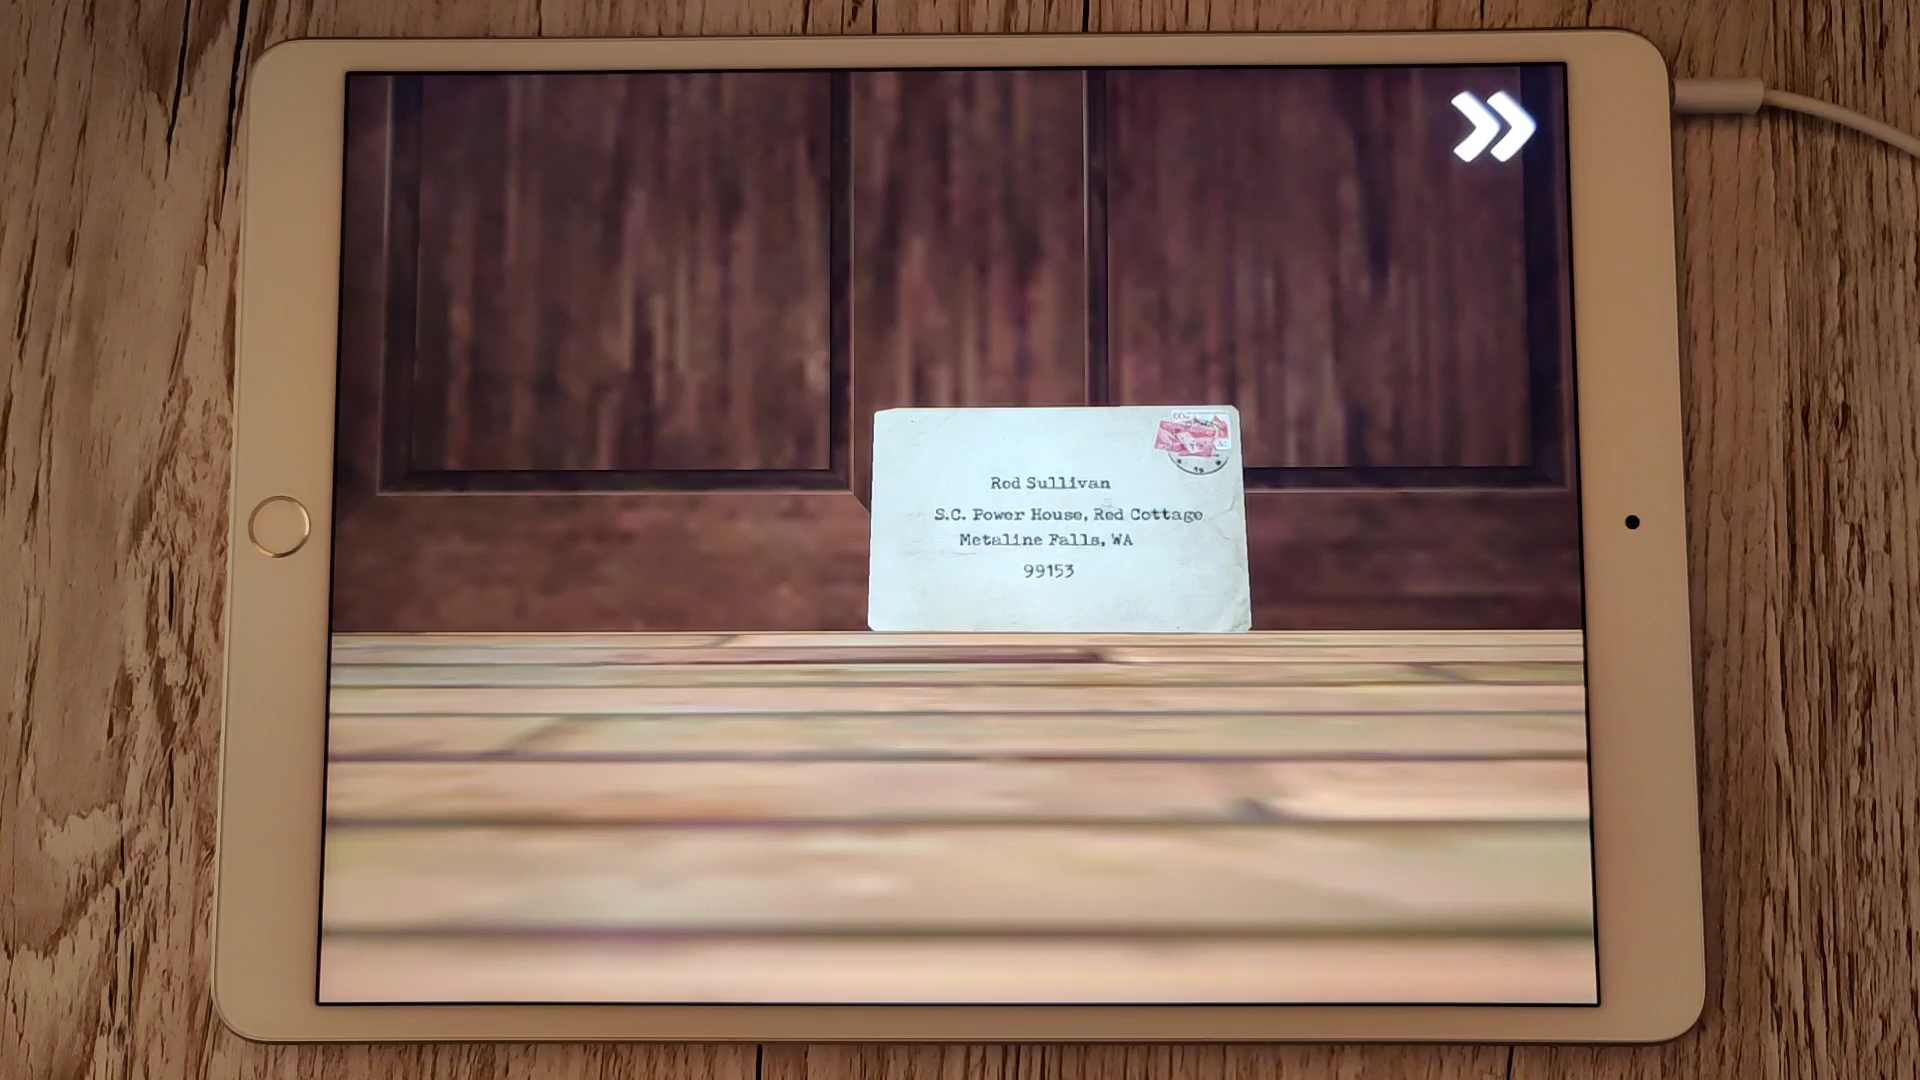 Rod Sullivan
S.C. Power House, Red Cottage
Metaline Falls, WA
99153